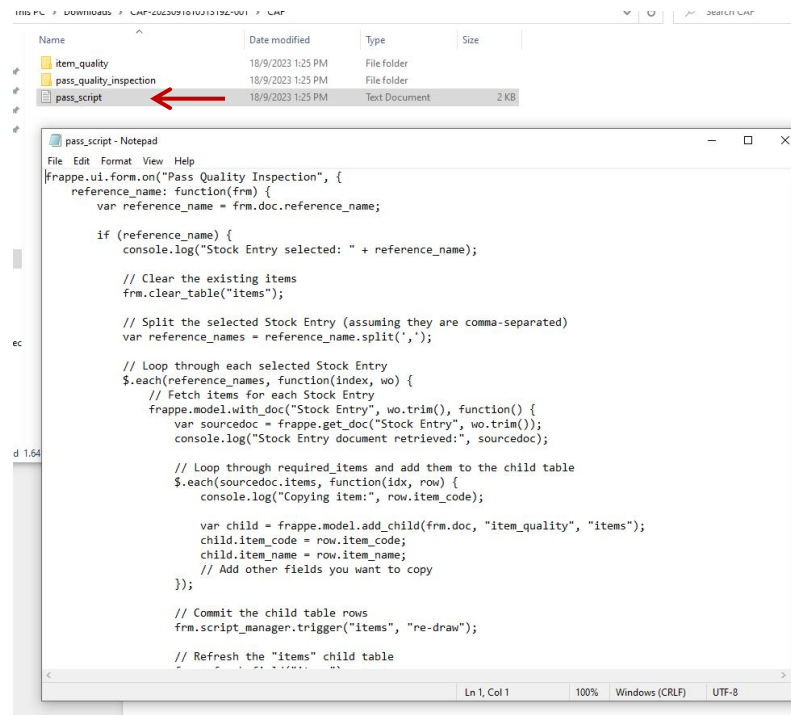 This PC > Downloads > CAF-20230918T051319Z-001 > CAF
Search CAF
Name
Date modified
Type
Size
item_quality
18/9/2023 1:25 PM
File folder
pass_quality_inspection
18/9/2023 1:25 PM
File folder
pass_script
18/9/2023 1:25 PM
Text Document
2 KB
pass_script - Notepad
File Edit Format View Help
frappe.ui.form.on("Pass Quality Inspection", {
reference_name: function(frm) {
var reference_name = frm.doc.reference_name;
if (reference_name) {
console.log("Stock Entry selected: " + reference_name);
// Clear the existing items
frm.clear_table("items");
// Split the selected Stock Entry (assuming they are comma-separated)
var reference_names = reference_name.split(',');
// Loop through each selected Stock Entry
$.each(reference_names, function(index, wo) {
// Fetch items for each Stock Entry
frappe.model.with_doc("Stock Entry", wo.trim(), function() {
var sourcedoc = frappe.get_doc("Stock Entry", wo.trim());
console.log("Stock Entry document retrieved:", sourcedoc);
// Loop through required_items and add them to the child table
$.each(sourcedoc.items, function(idx, row) {
console.log("Copying item:", row.item_code);
var child = frappe.model.add_child(frm.doc, "item_quality", "items");
child.item_code = row.item_code;
child.item_name = row.item_name;
// Add other fields you want to copy
});
// Commit the child table rows
frm.script_manager.trigger("items", "re-draw");
// Refresh the "items" child table
ec
d 1.64
Ln 1, Col 1
100%
Windows (CRLF)
UTF-8